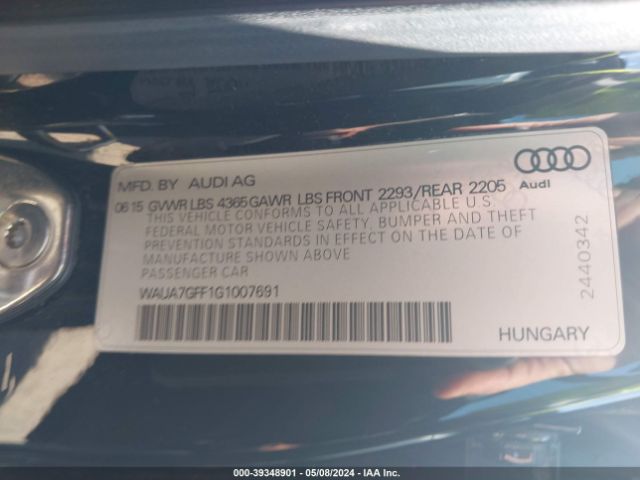 MFD. BY AUDI AG
06 15 GVWR LBS 4365 GAWR LBS FRONT 2293/REAR 2205
THIS VEHICLE CONFORMS TO ALL APPLICABLE U.S.
FEDERAL MOTOR VEHICLE SAFETY, BUMPER AND THEFT
PREVENTION STANDARDS IN EFFECT ON THE DATE OF
MANUFACTURE SHOWN ABOVE
PASSENGER CAR
WAUA7GFF1G1007691
Audi
2440342
HUNGARY
000-39348901 - 05/08/2024 - IAA Inc.